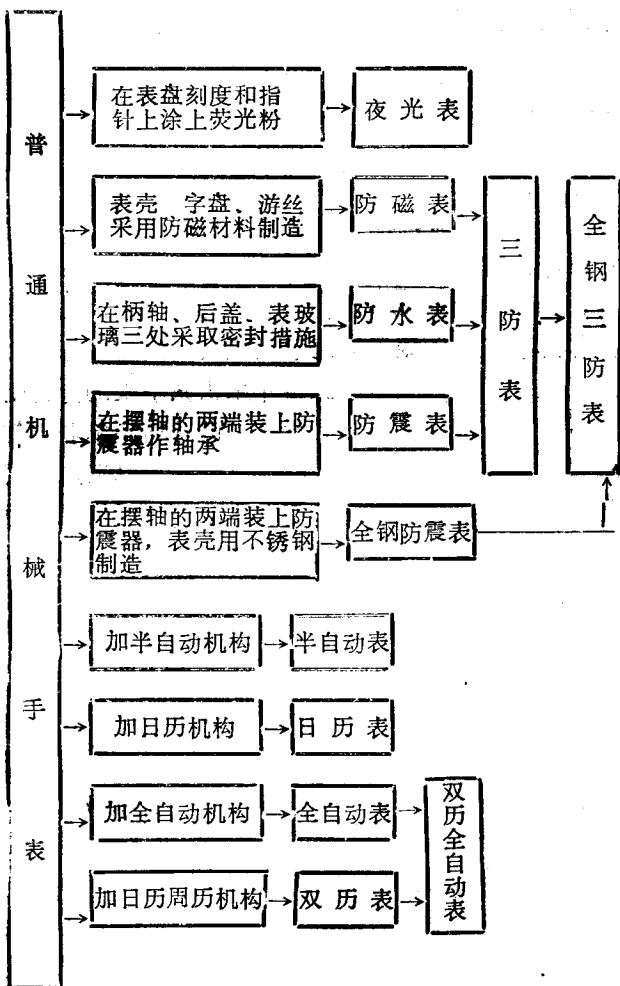 普通机械手表
在表盘刻度和指
针上涂上荧光粉
夜光表
表壳 字盘、游丝
采用防磁材料制造
防磁表
在柄轴、后盖、表玻
璃三处采取密封措施
防水表
在摆轴的两端装上防
震器作轴承
防震表
三防表
全钢三防表
在摆轴的两端装上防
震器，表壳用不锈钢
制造
全钢防震表
加半自动机构
半自动表
加日历机构
日历表
加全自动机构
全自动表
加日历周历机构
双历表
双历全自动表